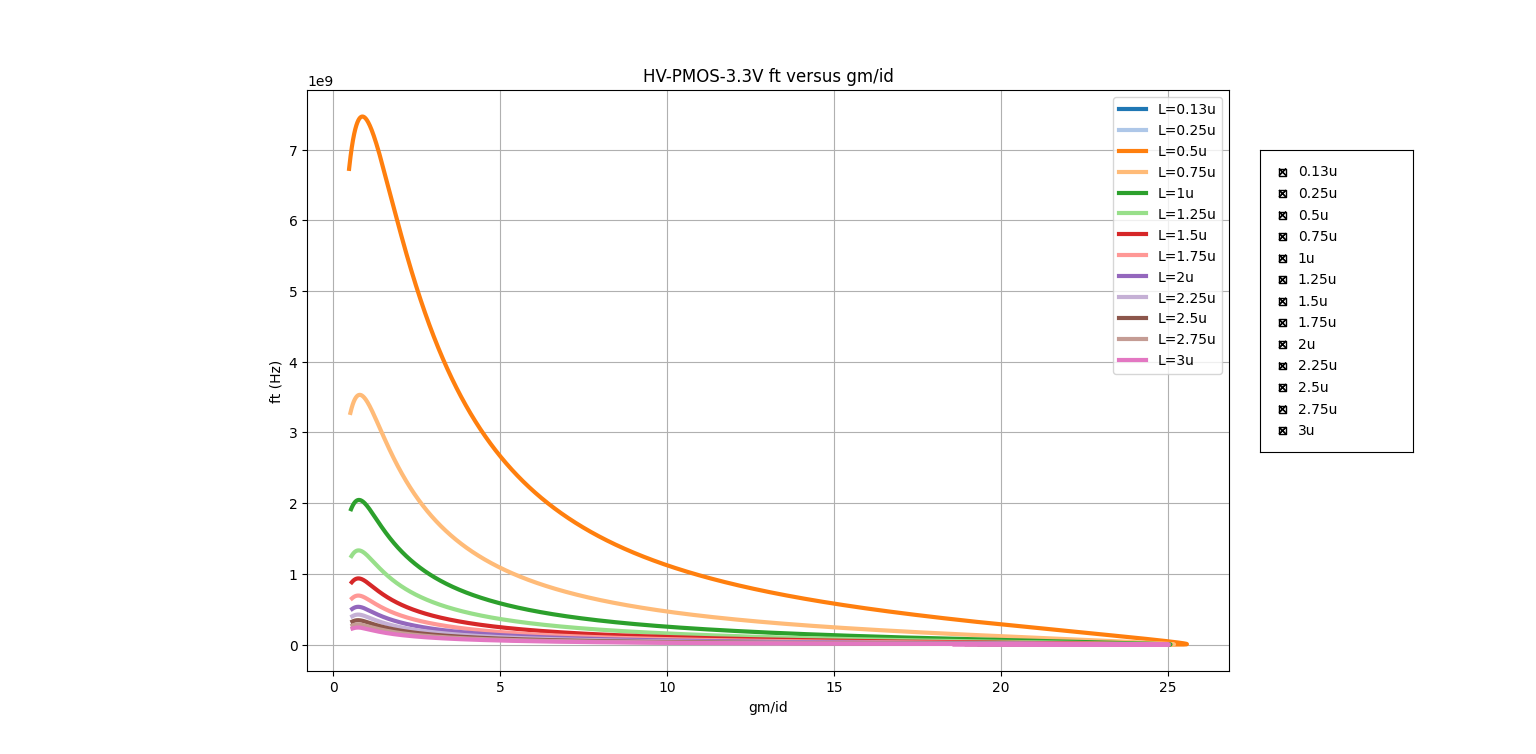 HV-PMOS-3.3V ft versus gm/id
1e9
7
6
5
4
3
2
1
0
ft (Hz)
0
5
10
15
20
25
gm/id
L=0.13u
L=0.25u
L=0.5u
L=0.75u
L=1u
L=1.25u
L=1.5u
L=1.75u
L=2u
L=2.25u
L=2.5u
L=2.75u
L=3u
0.13u
0.25u
0.5u
0.75u
1u
1.25u
1.5u
1.75u
2u
2.25u
2.5u
2.75u
3u